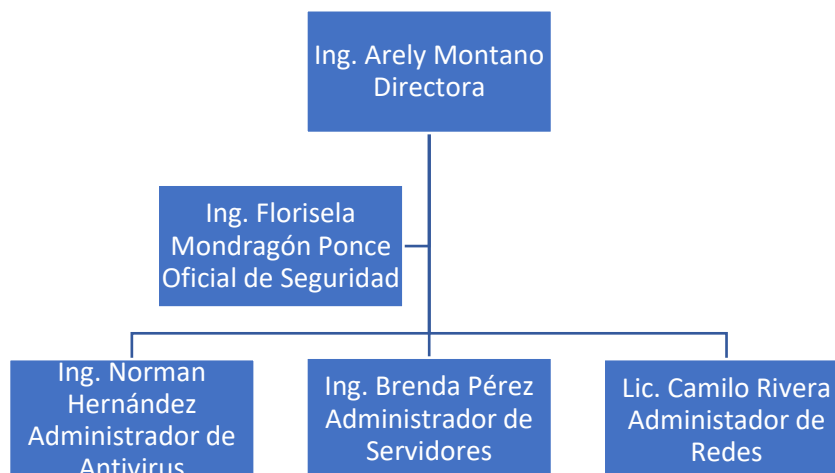 Ing. Arely Montano
Directora
Ing. Florisela
Mondragón Ponce
Oficial de Seguridad
Ing. Norman
Hernández
Administrador de
Antivirus
Ing. Brenda Pérez
Administrador de
Servidores
Lic. Camilo Rivera
Administador de
Redes